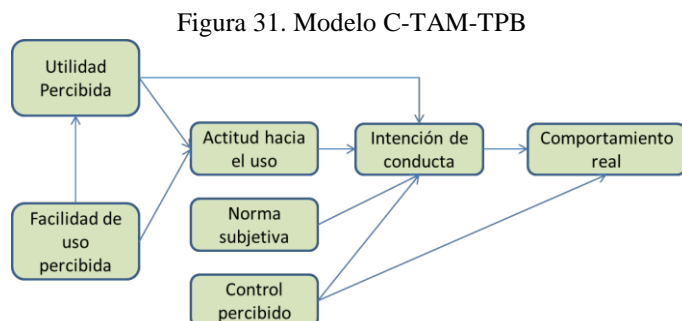 Figura 31. Modelo C-TAM-TPB
Utilidad
Percibida
Actitud hacia
el uso
Intención de
conducta
Comportamiento
real
Facilidad de
uso
percibida
Norma
subjetiva
Control
percibido